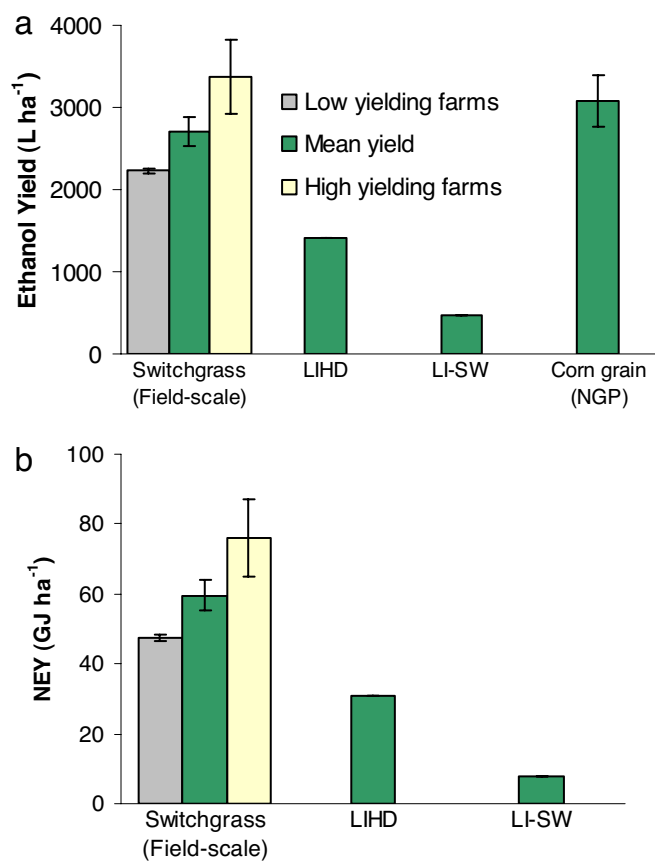 a
Ethanol Yield (L ha⁻¹)
4000
3000
2000
1000
0
Low yielding farms
Mean yield
High yielding farms
Switchgrass
(Field-scale)
LIHD
LI-SW
Corn grain
(NGP)
b
NEY (GJ ha⁻¹)
100
80
60
40
20
0
Switchgrass
(Field-scale)
LIHD
LI-SW